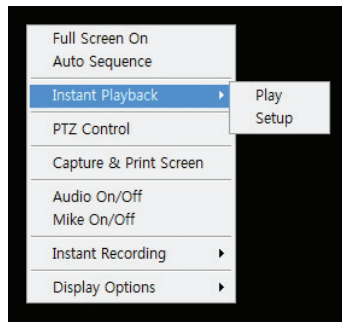 Full Screen On
Auto Sequence
Instant Playback
Play
Setup
PTZ Control
Capture & Print Screen
Audio On/Off
Mike On/Off
Instant Recording
Display Options